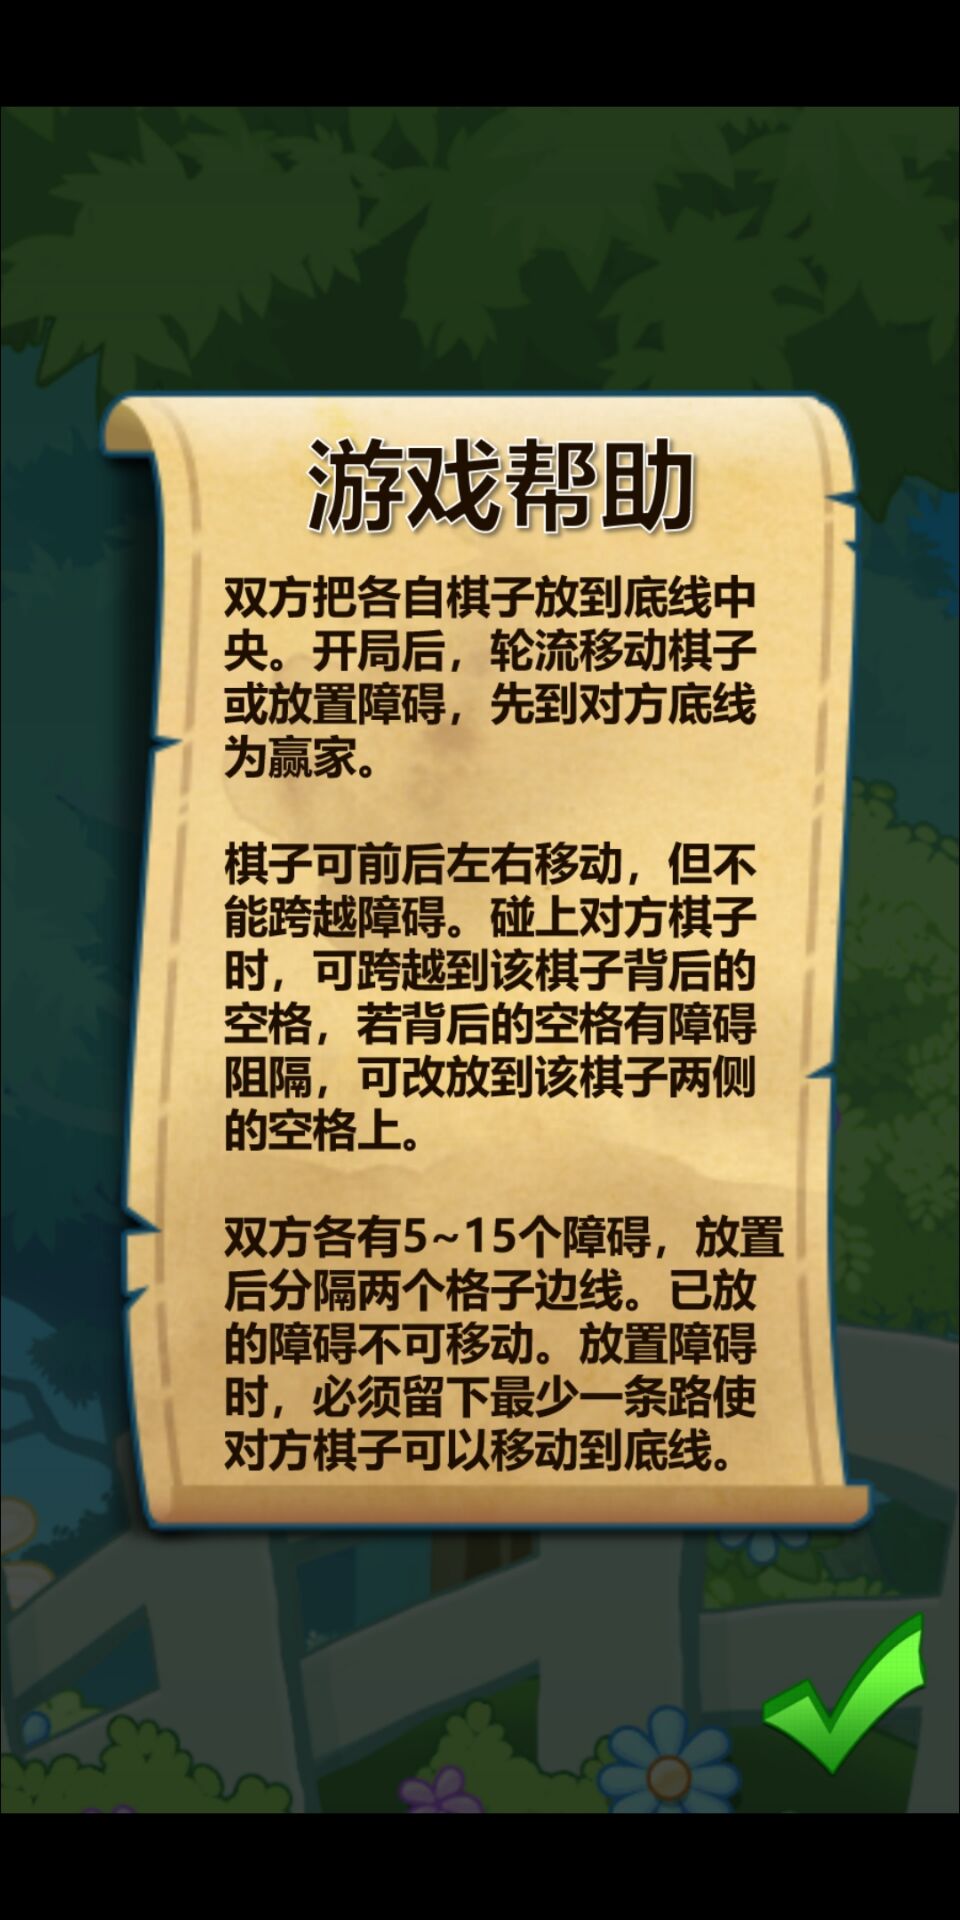 游戏帮助
双方把各自棋子放到底线中
央。开局后，轮流移动棋子
或放置障碍，先到对方底线
为赢家。
棋子可前后左右移动，但不
能跨越障碍。碰上对方棋子
时，可跨越到该棋子背后的
空格，若背后的空格有障碍
阻隔，可改放到该棋子两侧
的空格上。
双方各有5~15个障碍，放置
后分隔两个格子边线。已放
的障碍不可移动。放置障碍
时，必须留下最少一条路使
对方棋子可以移动到底线。